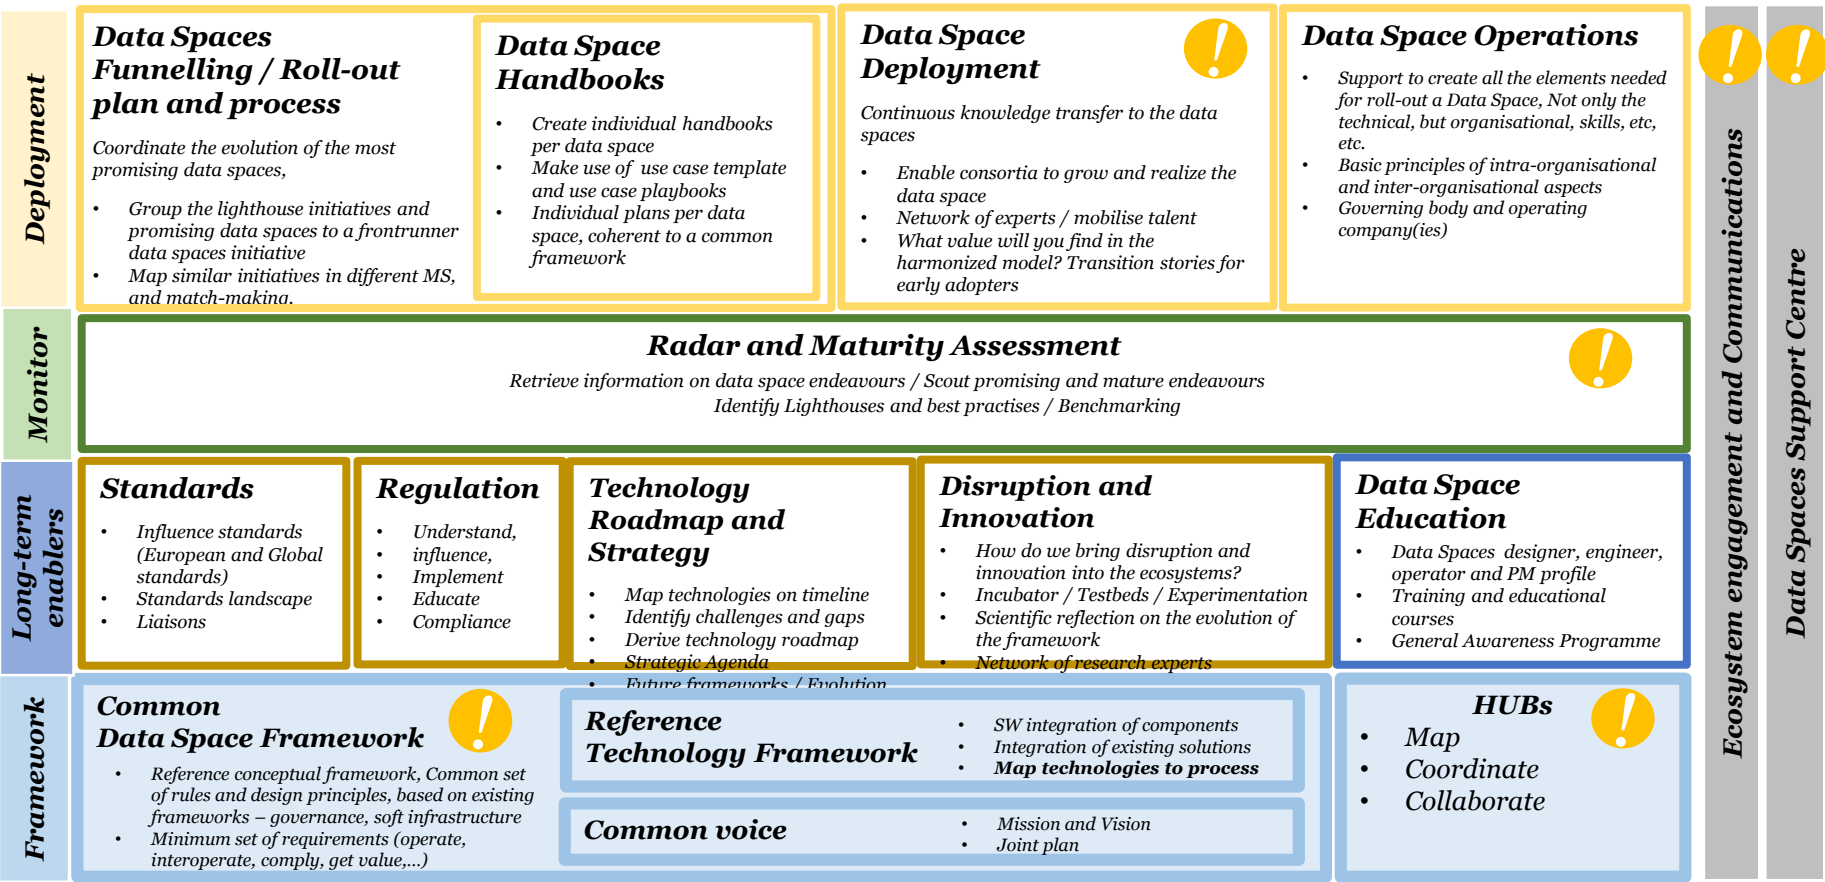 Deployment
Data Spaces
Funnelling / Roll-out
plan and process
Coordinate the evolution of the most
promising data spaces,
• Group the lighthouse initiatives and
promising data spaces to a frontrunner
data spaces initiative
• Map similar initiatives in different MS,
and match-making.
Data Space
Handbooks
• Create individual handbooks
per data space
• Make use of use case template
and use case playbooks
• Individual plans per data
space, coherent to a common
framework
Data Space
Deployment
!
Continuous knowledge transfer to the data
spaces
• Enable consortia to grow and realize the
data space
• Network of experts / mobilise talent
• What value will you find in the
harmonized model? Transition stories for
early adopters
Data Space Operations
• Support to create all the elements needed
for roll-out a Data Space, Not only the
technical, but organisational, skills, etc,
etc.
• Basic principles of intra-organisational
and inter-organisational aspects
• Governing body and operating
company(ies)
Monitor
Radar and Maturity Assessment
!
Retrieve information on data space endeavours / Scout promising and mature endeavours
Identify Lighthouses and best practises / Benchmarking
Long-term
enablers
Standards
• Influence standards
(European and Global
standards)
• Standards landscape
• Liaisons
Regulation
• Understand,
• influence,
• Implement
• Educate
• Compliance
Technology
Roadmap and
Strategy
• Map technologies on timeline
• Identify challenges and gaps
• Derive technology roadmap
• Strategic Agenda
• Future frameworks / Evolution
Disruption and
Innovation
• How do we bring disruption and
innovation into the ecosystems?
• Incubator / Testbeds / Experimentation
• Scientific reflection on the evolution of
the framework
• Network of research experts
Data Space
Education
• Data Spaces designer, engineer,
operator and PM profile
• Training and educational
courses
• General Awareness Programme
Framework
Common
Data Space Framework
!
• Reference conceptual framework, Common set
of rules and design principles, based on existing
frameworks – governance, soft infrastructure
• Minimum set of requirements (operate,
interoperate, comply, get value,...)
Reference
Technology Framework
• SW integration of components
• Integration of existing solutions
• Map technologies to process
Common voice
• Mission and Vision
• Joint plan
HUBs
!
• Map
• Coordinate
• Collaborate
!
Ecosystem engagement and Communications
!
Data Spaces Support Centre